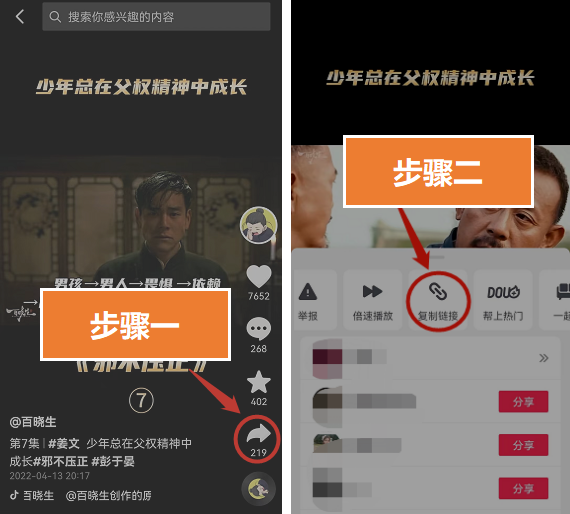 搜索你感兴趣的内容
少年总在父权精神中成长
男孩→男人→畏惧→依赖
步骤一
《邪不压正》
⑦
7652
268
402
219
@百晓生
第7集 | #姜文 少年总在父权精神中
成长#邪不压正 #彭于晏
2022-04-13 20:17
百晓生 @百晓生创作的原
少年总在父权精神中成长
步骤二
举报
倍速播放
复制链接
DOU+
帮上热门
一起
分享
分享
分享